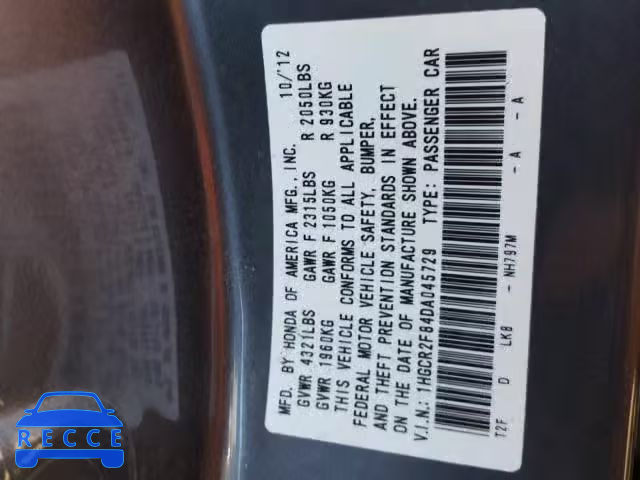 MFD. BY HONDA OF AMERICA MFG., INC. 10/'12
GVWR 4321LBS GAWR F 2315LBS R 2050LBS
GVWR 1960KG GAWR F 1050KG R 930KG
THIS VEHICLE CONFORMS TO ALL APPLICABLE
FEDERAL MOTOR VEHICLE SAFETY, BUMPER,
AND THEFT PREVENTION STANDARDS IN EFFECT
ON THE DATE OF MANUFACTURE SHOWN ABOVE.
V.I.N.: 1HGCR2F84DA045729 TYPE: PASSENGER CAR
T2F D LKB - NH797M - A - A
RECCE